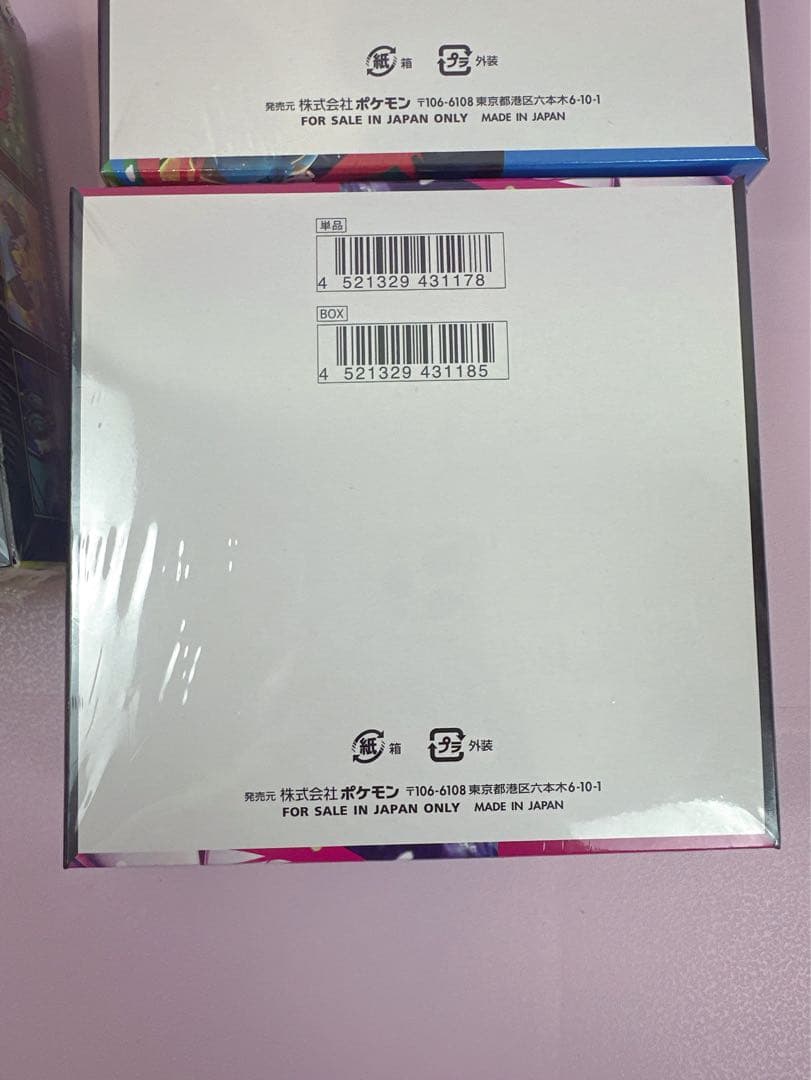 紙 箱 プラ 外装
発売元 株式会社ポケモン 〒106-6108 東京都港区六本木6-10-1
FOR SALE IN JAPAN ONLY MADE IN JAPAN
単品
4 521329 431178
BOX
4 521329 431185
紙 箱 プラ 外装
発売元 株式会社ポケモン 〒106-6108 東京都港区六本木6-10-1
FOR SALE IN JAPAN ONLY MADE IN JAPAN